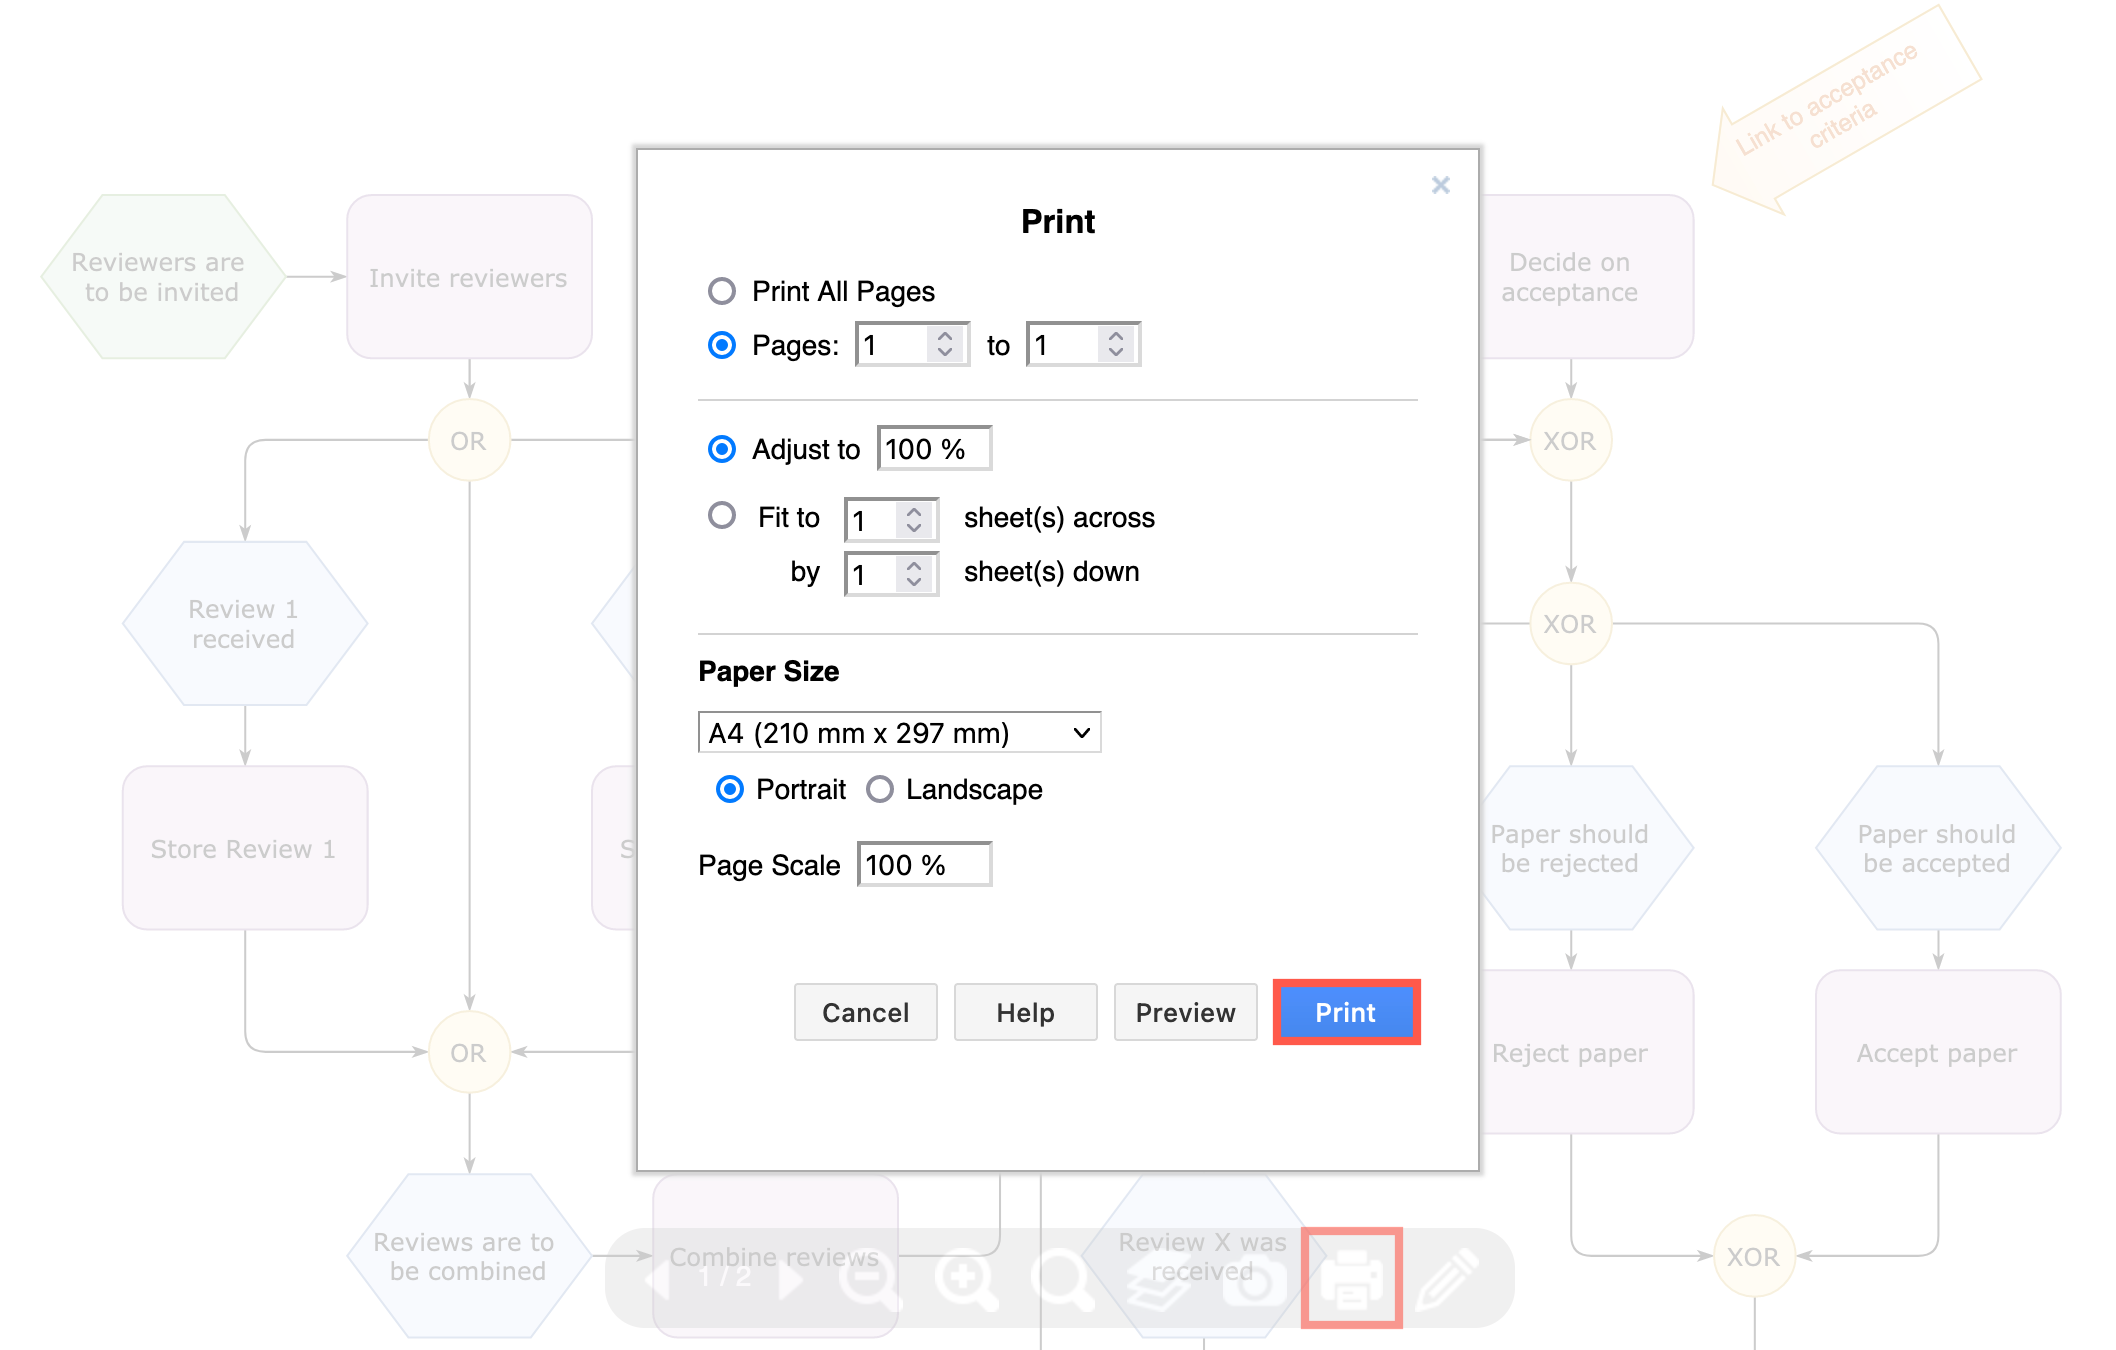 Link to acceptance
criteria
×
Print
Print All Pages
Pages: 1 to 1
Adjust to 100 %
Fit to 1 sheet(s) across
by 1 sheet(s) down
Paper Size
A4 (210 mm x 297 mm)
Portrait Landscape
Page Scale 100 %
Cancel Help Preview Print
Reviewers are
to be invited
Invite reviewers
OR
Review 1
received
Store Review 1
S
OR
Reviews are to
be combined
Combine reviews
Review X was
received
1 / 2
Decide on
acceptance
XOR
XOR
Paper should
be rejected
Paper should
be accepted
Reject paper
Accept paper
XOR